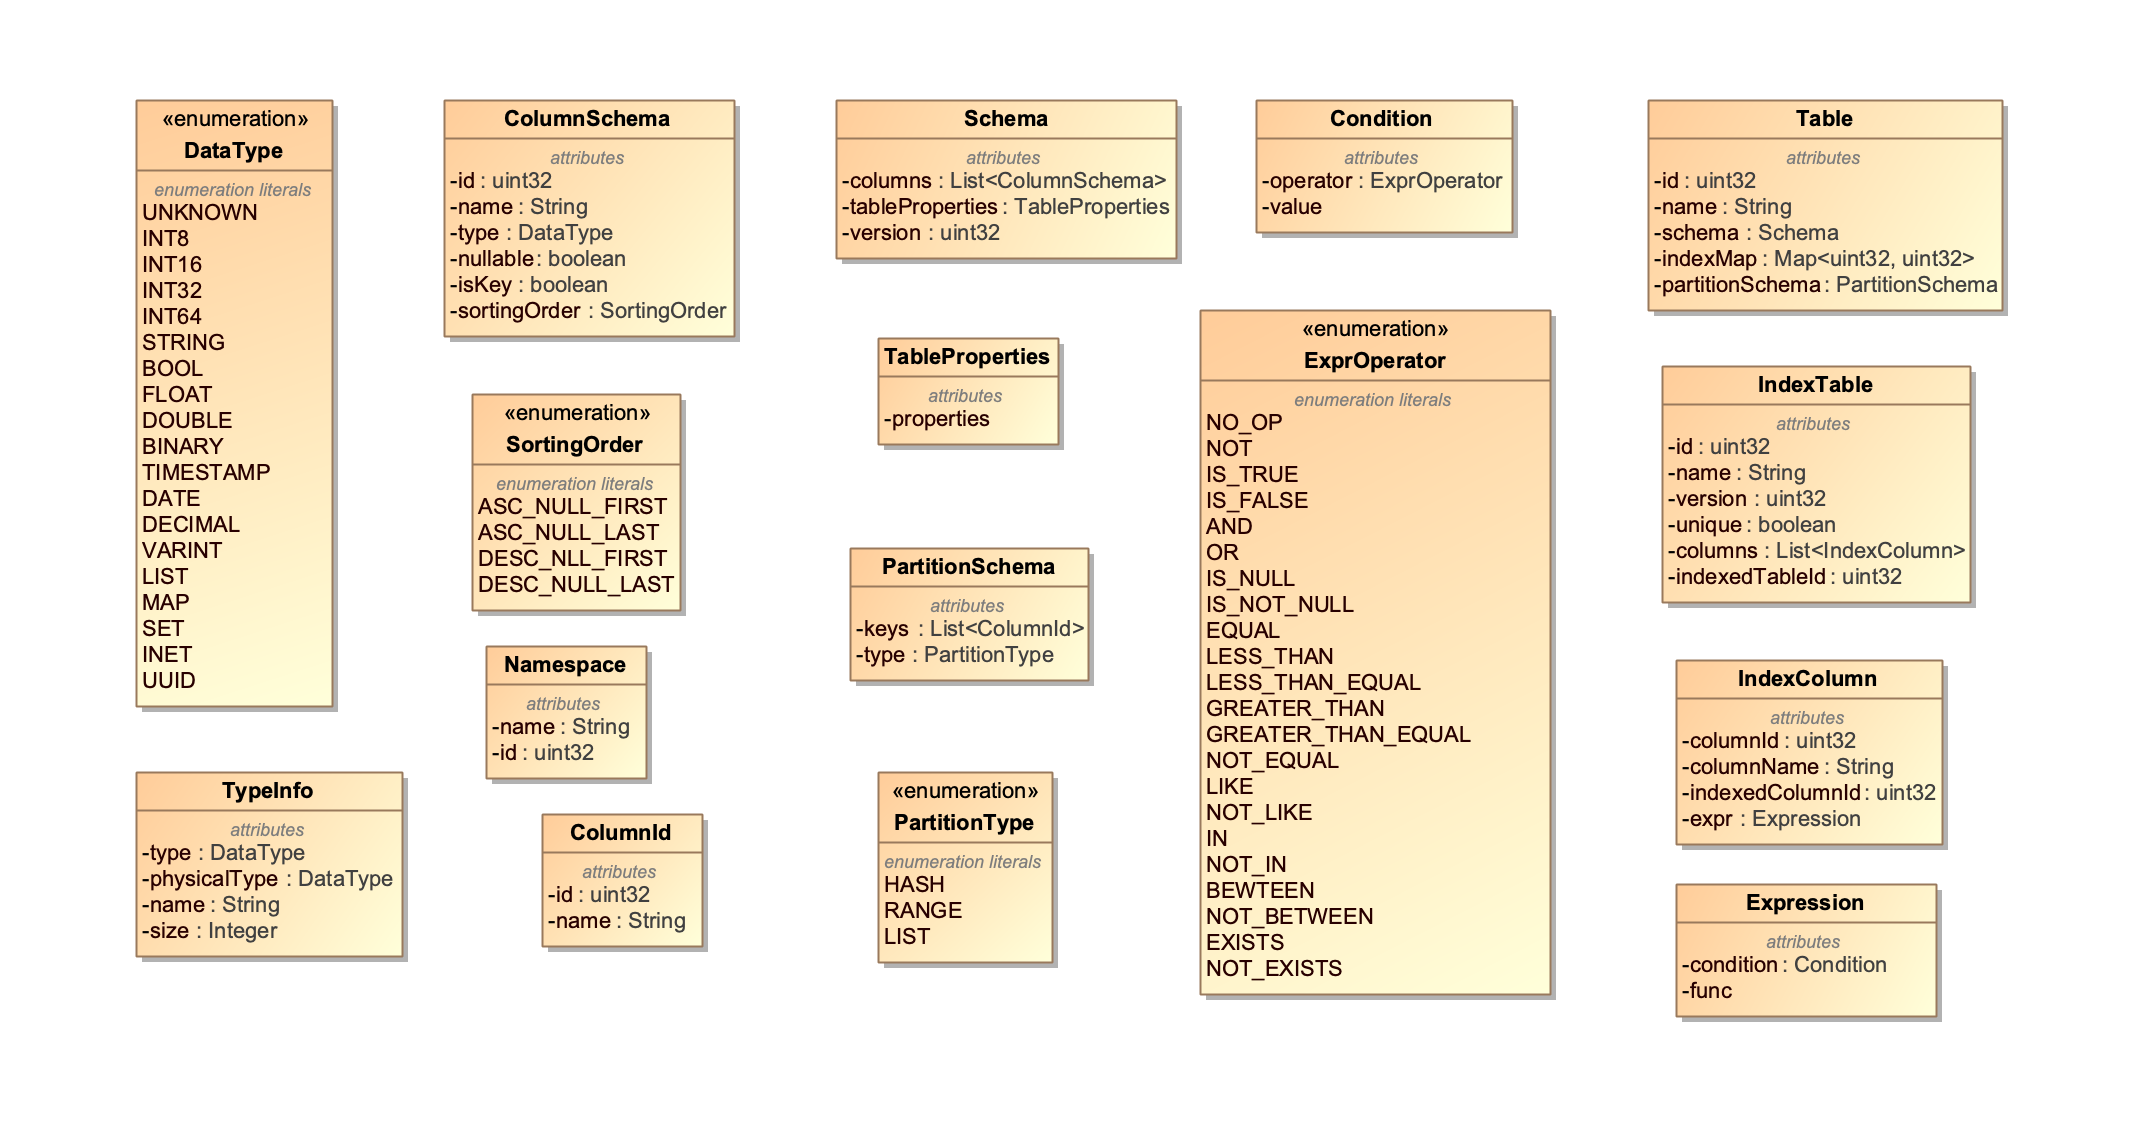 «enumeration»
DataType
enumeration literals
UNKNOWN
INT8
INT16
INT32
INT64
STRING
BOOL
FLOAT
DOUBLE
BINARY
TIMESTAMP
DATE
DECIMAL
VARINT
LIST
MAP
SET
INET
UUID
TypeInfo
attributes
-type : DataType
-physicalType : DataType
-name : String
-size : Integer
ColumnSchema
attributes
-id : uint32
-name : String
-type : DataType
-nullable : boolean
-isKey : boolean
-sortingOrder : SortingOrder
«enumeration»
SortingOrder
enumeration literals
ASC_NULL_FIRST
ASC_NULL_LAST
DESC_NLL_FIRST
DESC_NULL_LAST
Namespace
attributes
-name : String
-id : uint32
ColumnId
attributes
-id : uint32
-name : String
Schema
attributes
-columns : List<ColumnSchema>
-tableProperties : TableProperties
-version : uint32
TableProperties
attributes
-properties
PartitionSchema
attributes
-keys : List<ColumnId>
-type : PartitionType
«enumeration»
PartitionType
enumeration literals
HASH
RANGE
LIST
Condition
attributes
-operator : ExprOperator
-value
«enumeration»
ExprOperator
enumeration literals
NO_OP
NOT
IS_TRUE
IS_FALSE
AND
OR
IS_NULL
IS_NOT_NULL
EQUAL
LESS_THAN
LESS_THAN_EQUAL
GREATER_THAN
GREATER_THAN_EQUAL
NOT_EQUAL
LIKE
NOT_LIKE
IN
NOT_IN
BEWTEEN
NOT_BETWEEN
EXISTS
NOT_EXISTS
Table
attributes
-id : uint32
-name : String
-schema : Schema
-indexMap : Map<uint32, uint32>
-partitionSchema : PartitionSchema
IndexTable
attributes
-id : uint32
-name : String
-version : uint32
-unique : boolean
-columns : List<IndexColumn>
-indexedTableId : uint32
IndexColumn
attributes
-columnId : uint32
-columnName : String
-indexedColumnId : uint32
-expr : Expression
Expression
attributes
-condition : Condition
-func